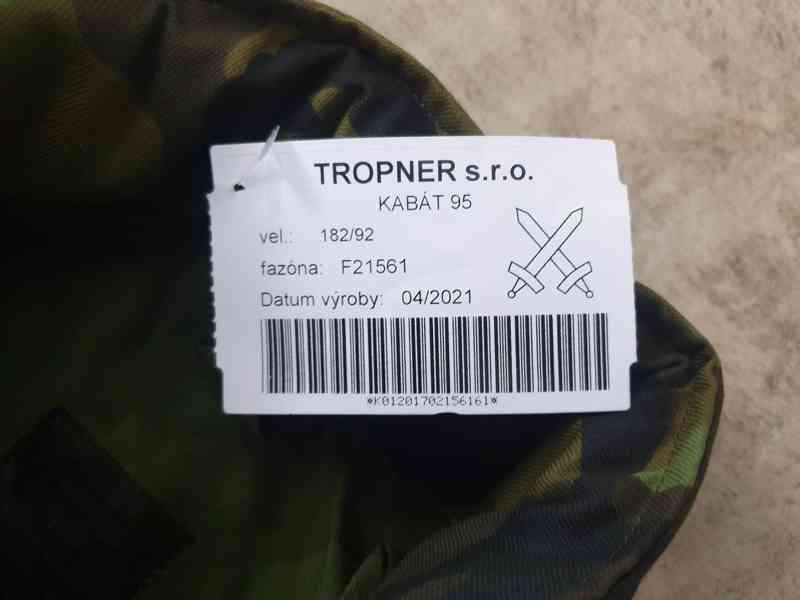 TROPNER s.r.o.
KABÁT 95
vel.: 182/92
fazóna: F21561
Datum výroby: 04/2021
*K01201702156161*